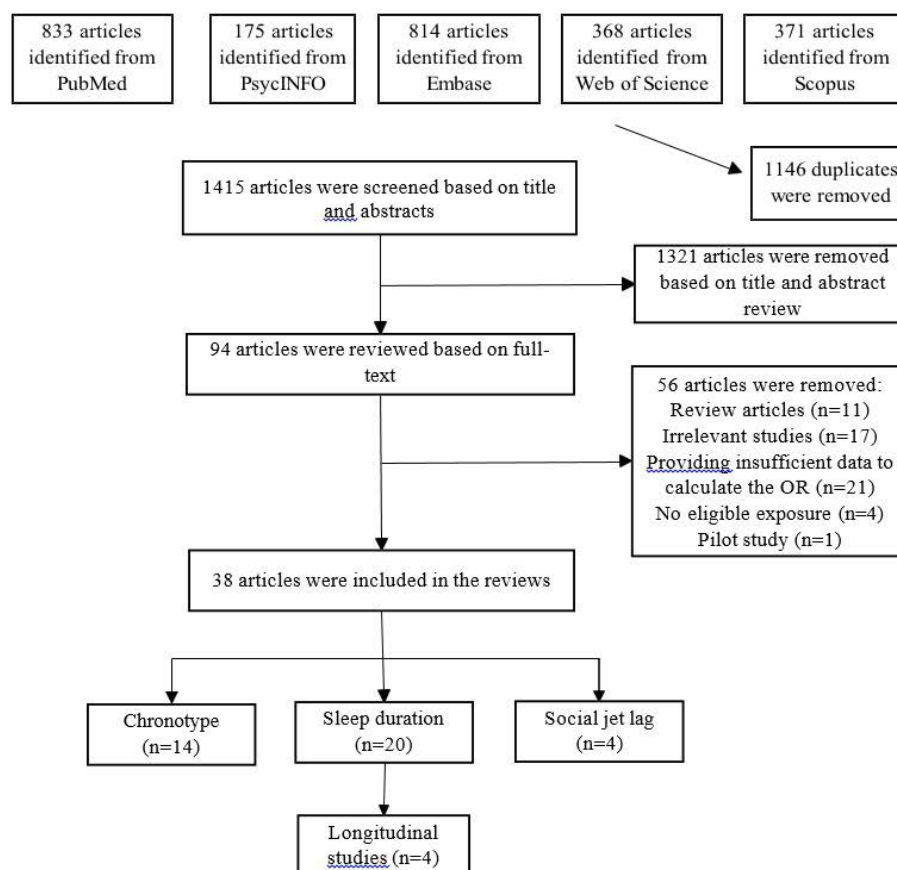 833 articles
identified from
PubMed
175 articles
identified from
PsycINFO
814 articles
identified from
Embase
368 articles
identified from
Web of Science
371 articles
identified from
Scopus
1146 duplicates
were removed
1415 articles were screened based on title
and abstracts
1321 articles were removed
based on title and abstract
review
94 articles were reviewed based on full-
text
56 articles were removed:
Review articles (n=11)
Irrelevant studies (n=17)
Providing insufficient data to
calculate the OR (n=21)
No eligible exposure (n=4)
Pilot study (n=1)
38 articles were included in the reviews
Chronotype
(n=14)
Sleep duration
(n=20)
Social jet lag
(n=4)
Longitudinal
studies (n=4)